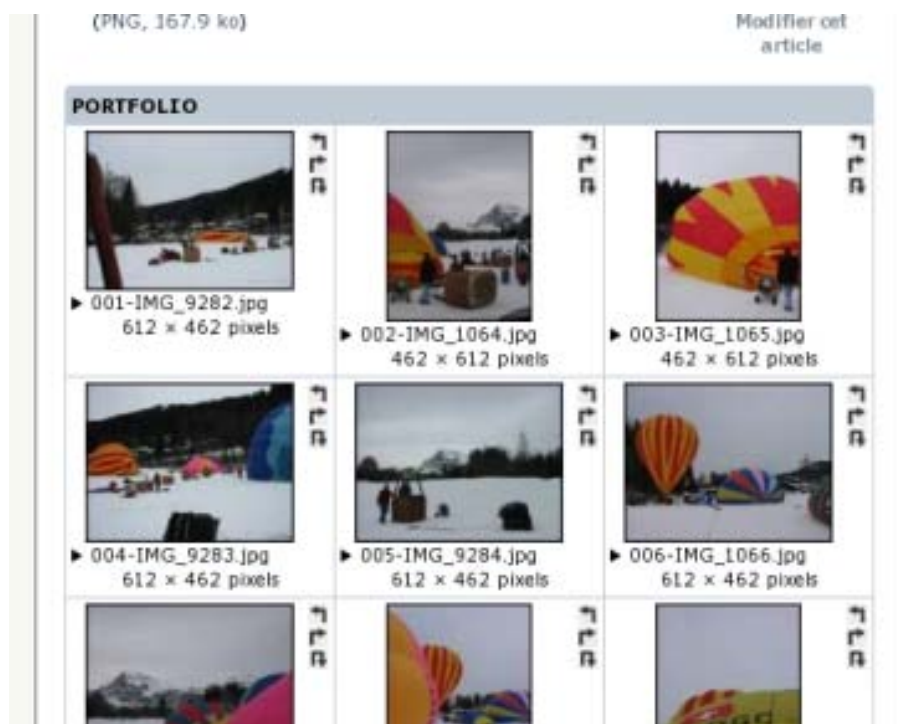 (PNG, 167.9 ko)
Modifier cet
article
PORTFOLIO
001-IMG_9282.jpg
612 × 462 pixels
002-IMG_1064.jpg
462 × 612 pixels
003-IMG_1065.jpg
462 × 612 pixels
004-IMG_9283.jpg
612 × 462 pixels
005-IMG_9284.jpg
612 × 462 pixels
006-IMG_1066.jpg
612 × 462 pixels